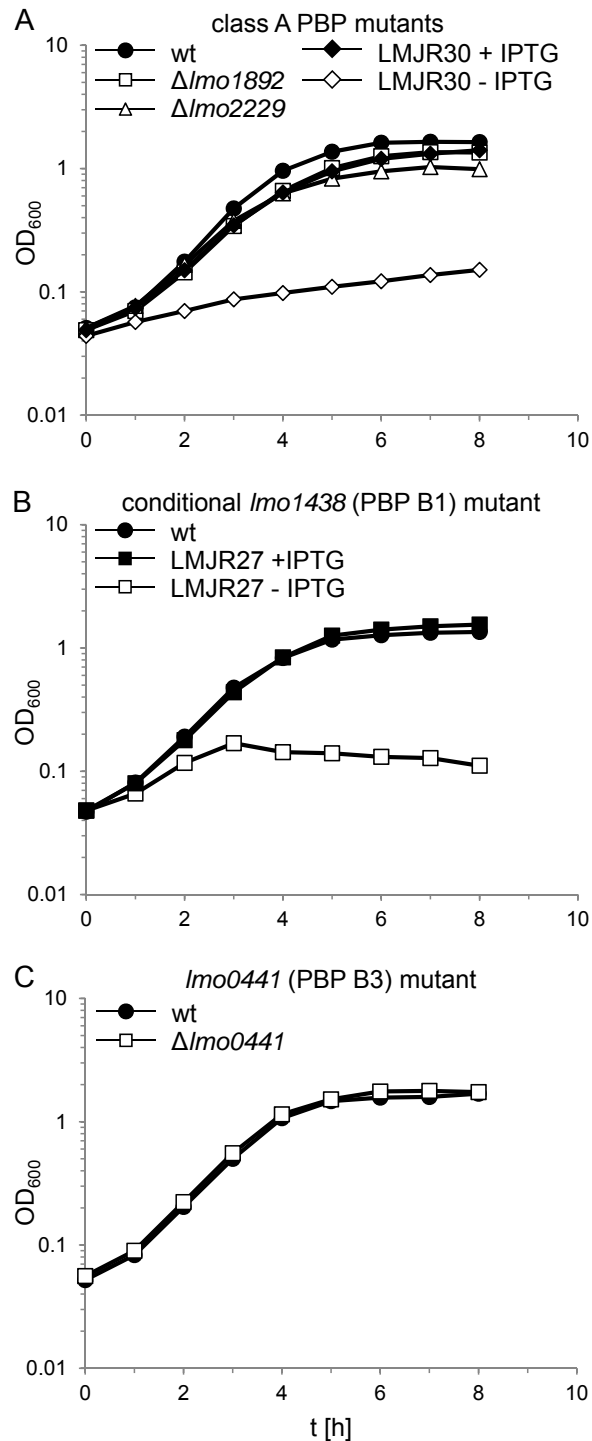 A class A PBP mutants
wt
Δlmo1892
Δlmo2229
LMJR30 + IPTG
LMJR30 - IPTG
10
1
0.1
0.01
OD600
0 2 4 6 8 10
B conditional lmo1438 (PBP B1) mutant
wt
LMJR27 +IPTG
LMJR27 - IPTG
10
1
0.1
0.01
OD600
0 2 4 6 8 10
C lmo0441 (PBP B3) mutant
wt
Δlmo0441
10
1
0.1
0.01
OD600
0 2 4 6 8 10
t [h]